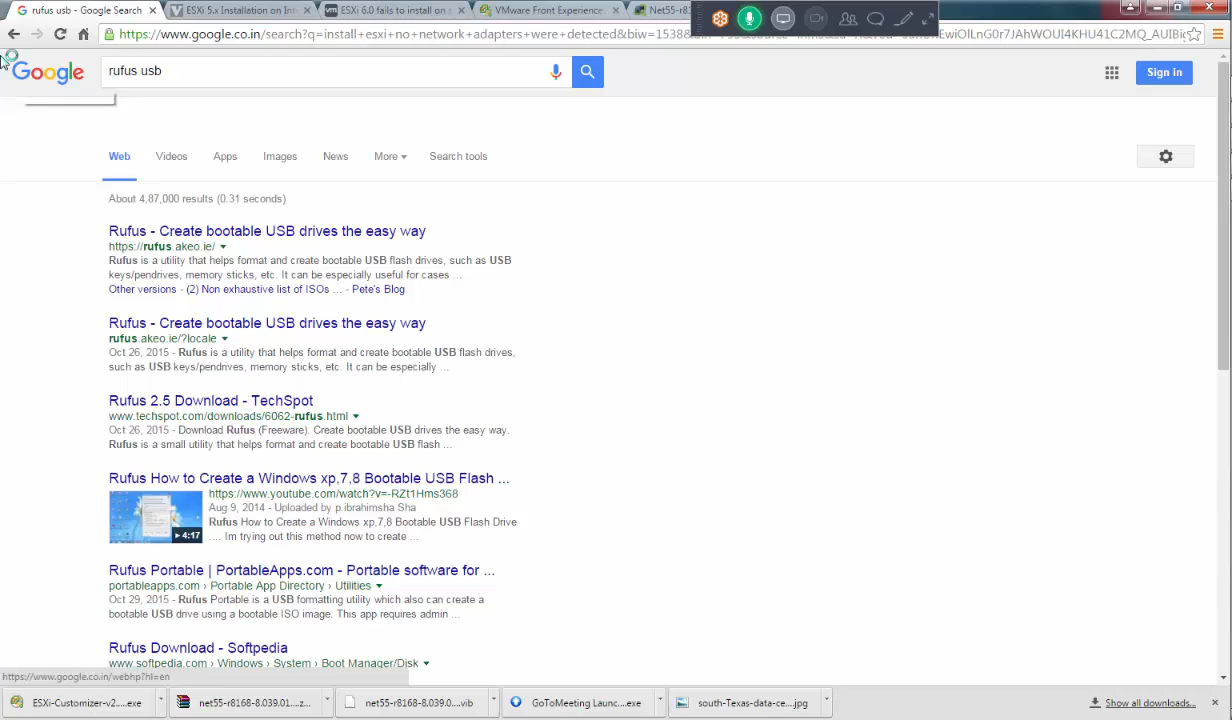 rufus usb - Google Search
ESXi 5.x Installation on Int
ESXi 6.0 fails to install on
VMware Front Experience
Net55-r81
https://www.google.co.in/search?q=install+esxi+no+network+adapters+were+detected&biw=1538&
Google
rufus usb
Sign in
Web Videos Apps Images News More Search tools
About 4,87,000 results (0.31 seconds)
Rufus - Create bootable USB drives the easy way
https://rufus.akeo.ie/
Rufus is a utility that helps format and create bootable USB flash drives, such as USB
keys/pendrives, memory sticks, etc. It can be especially useful for cases ...
Other versions - (2) Non exhaustive list of ISOs ... - Pete's Blog
Rufus - Create bootable USB drives the easy way
rufus.akeo.ie/?locale
Oct 26, 2015 - Rufus is a utility that helps format and create bootable USB flash drives,
such as USB keys/pendrives, memory sticks, etc. It can be especially ...
Rufus 2.5 Download - TechSpot
www.techspot.com/downloads/6062-rufus.html
Oct 26, 2015 - Download Rufus (Freeware). Create bootable USB drives the easy way.
Rufus is a small utility that helps format and create bootable USB flash ...
Rufus How to Create a Windows xp,7,8 Bootable USB Flash ...
https://www.youtube.com/watch?v=-RZt1Hms368
Aug 9, 2014 - Uploaded by p.ibrahimsha Sha
Rufus How to Create a Windows xp,7,8 Bootable USB Flash Drive
.... Im trying out this method now to create ...
4:17
Rufus Portable | PortableApps.com - Portable software for ...
portableapps.com › Portable App Directory › Utilities
Oct 29, 2015 - Rufus Portable is a USB formatting utility which also can create a
bootable USB drive using a bootable ISO image. This app requires admin ...
Rufus Download - Softpedia
www.softpedia.com › Windows › System › Boot Manager/Disk
https://www.google.co.in/webhp?hl=en
ESXi-Customizer-v2....exe
net55-r8168-8.039.01....z...
net55-r8168-8.039.0....vib
GoToMeeting Launc....exe
south-Texas-data-ce....jpg
Show all downloads...